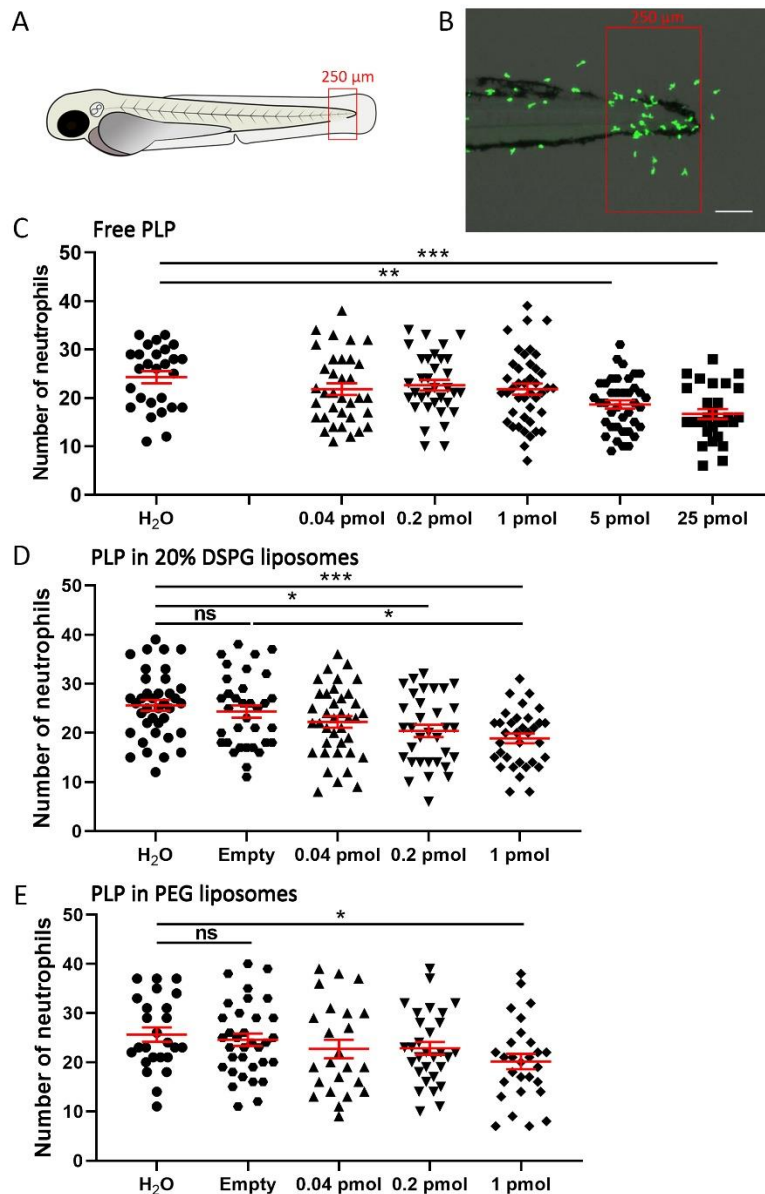 A
250 µm
B
250 µm
C Free PLP
Number of neutrophils
50
40
30
20
10
0
***
**
H₂O 0.04 pmol 0.2 pmol 1 pmol 5 pmol 25 pmol
D PLP in 20% DSPG liposomes
Number of neutrophils
50
40
30
20
10
0
***
*
ns *
H₂O Empty 0.04 pmol 0.2 pmol 1 pmol
E PLP in PEG liposomes
Number of neutrophils
50
40
30
20
10
0
*
ns
H₂O Empty 0.04 pmol 0.2 pmol 1 pmol